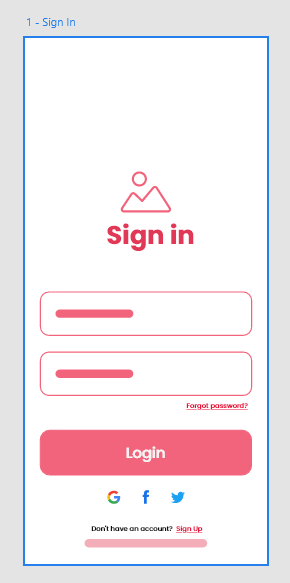 1 - Sign In
Sign in
Forgot password?
Login
Don't have an account? Sign Up